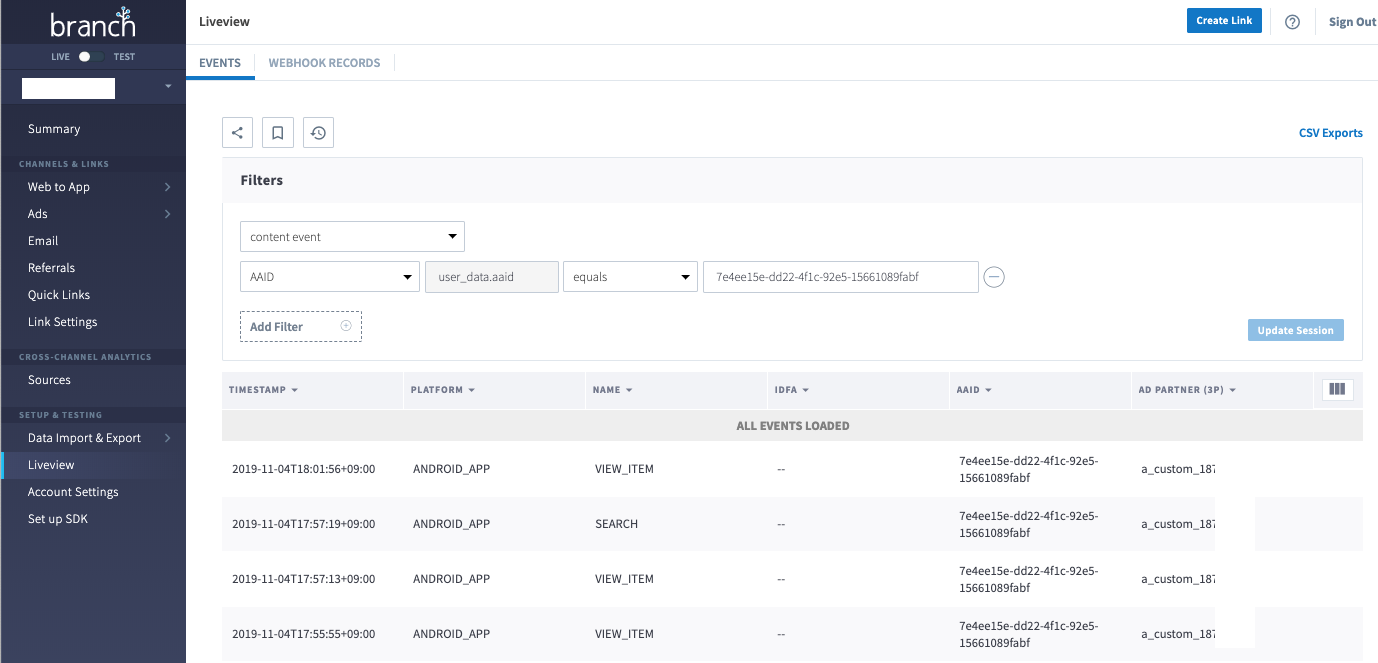 branch
Liveview
Create Link
Sign Out
LIVE TEST
EVENTS WEBHOOK RECORDS
Summary
CHANNELS & LINKS
Web to App
Ads
Email
Referrals
Quick Links
Link Settings
CROSS-CHANNEL ANALYTICS
Sources
SETUP & TESTING
Data Import & Export
Liveview
Account Settings
Set up SDK
CSV Exports
Filters
content event
AAID user_data.aaid equals 7e4ee15e-dd22-4f1c-92e5-15661089fabf
Add Filter
Update Session
TIMESTAMP PLATFORM NAME IDFA AAID AD PARTNER (3P)
ALL EVENTS LOADED
2019-11-04T18:01:56+09:00 ANDROID_APP VIEW_ITEM -- 7e4ee15e-dd22-4f1c-92e5- a_custom_187
15661089fabf
2019-11-04T17:57:19+09:00 ANDROID_APP SEARCH -- 7e4ee15e-dd22-4f1c-92e5- a_custom_187
15661089fabf
2019-11-04T17:57:13+09:00 ANDROID_APP VIEW_ITEM -- 7e4ee15e-dd22-4f1c-92e5- a_custom_187
15661089fabf
2019-11-04T17:55:55+09:00 ANDROID_APP VIEW_ITEM -- 7e4ee15e-dd22-4f1c-92e5- a_custom_187
15661089fabf